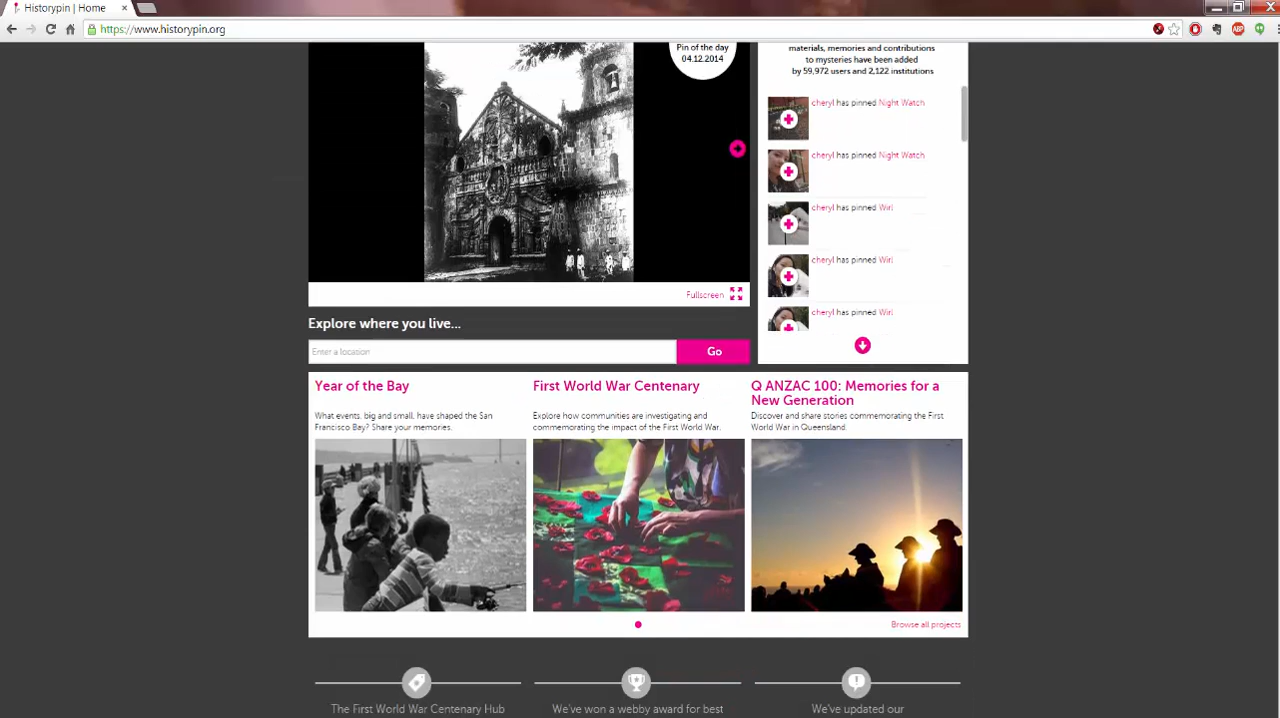 Historypin | Home
https://www.historypin.org
ABP
Pin of the day
04.12.2014
materials, memories and contributions
to mysteries have been added
by 59,972 users and 2,122 institutions
cheryl has pinned Night Watch
cheryl has pinned Night Watch
cheryl has pinned Wirl
cheryl has pinned Wirl
cheryl has pinned Wirl
Fullscreen
Explore where you live...
Enter a location
Go
Year of the Bay
What events, big and small, have shaped the San
Francisco Bay? Share your memories.
First World War Centenary
Explore how communities are investigating and
commemorating the impact of the First World War.
Q ANZAC 100: Memories for a
New Generation
Discover and share stories commemorating the First
World War in Queensland.
Browse all projects
The First World War Centenary Hub
We've won a webby award for best
We've updated our